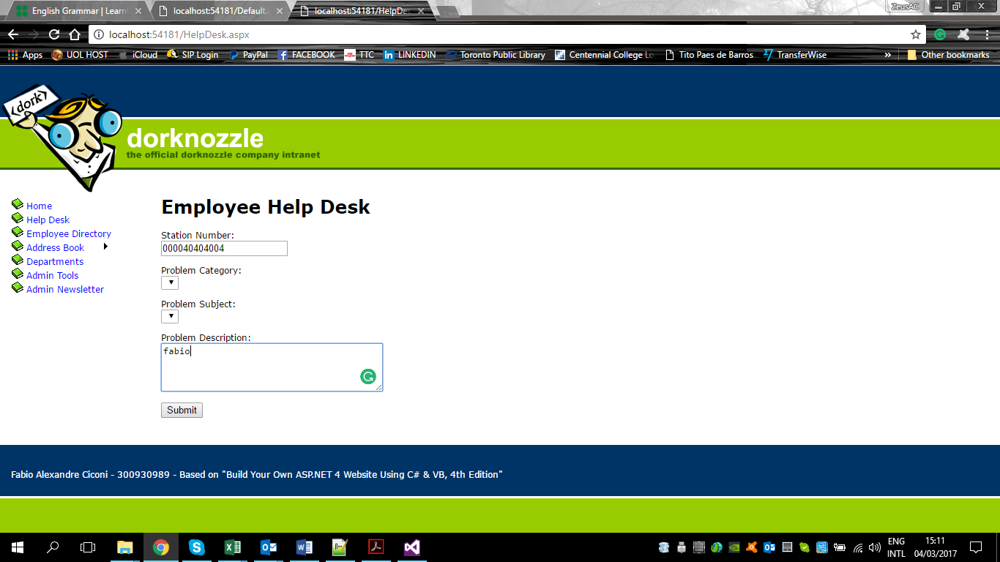 English Grammar | Learn
localhost:54181/Default.a
localhost:54181/HelpDe
ZeusAC
localhost:54181/HelpDesk.aspx
Apps UOL HOST iCloud SIP Login PayPal FACEBOOK TTC LINKEDIN Toronto Public Library Centennial College Lo Tito Paes de Barros TransferWise » Other bookmarks
<dork>
dorknozzle
the official dorknozzle company intranet
Home
Help Desk
Employee Directory
Address Book
Departments
Admin Tools
Admin Newsletter
Employee Help Desk
Station Number:
000040404004
Problem Category:
Problem Subject:
Problem Description:
fabio
Submit
Fabio Alexandre Ciconi - 300930989 - Based on "Build Your Own ASP.NET 4 Website Using C# & VB, 4th Edition"
ENG 15:11
INTL 04/03/2017